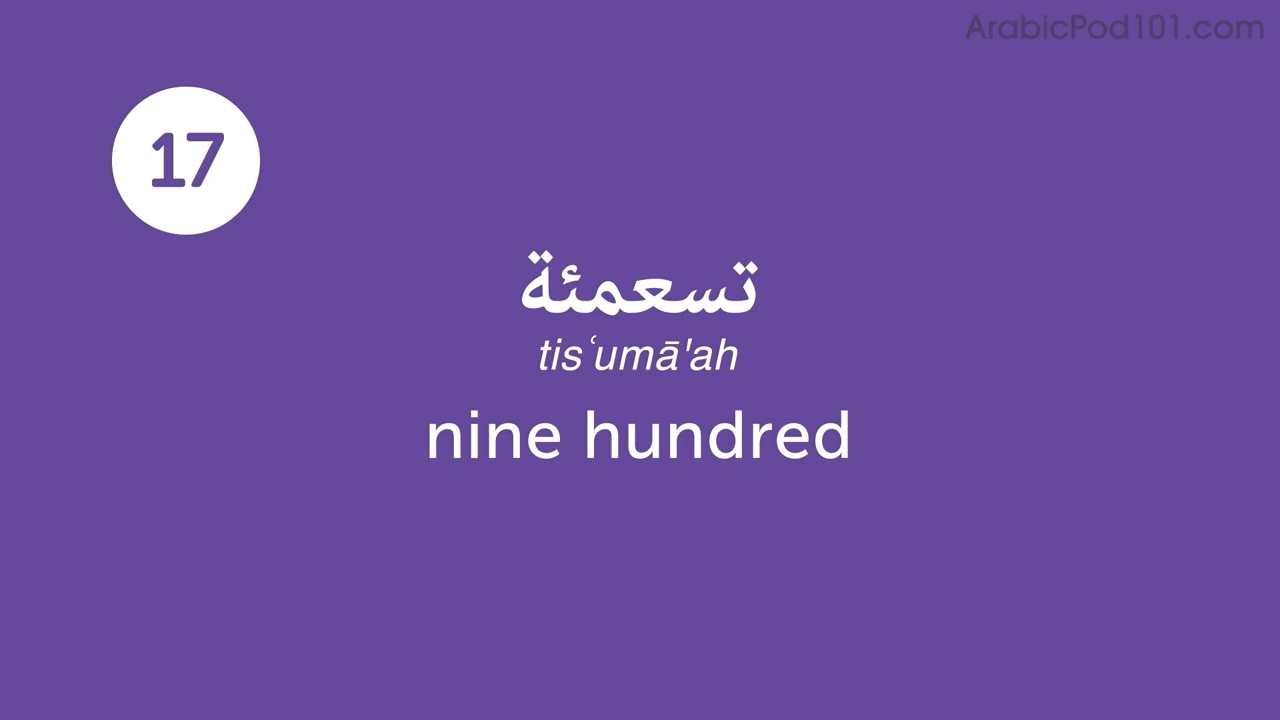 ArabicPod101.com
17
تسعمئة
tisʿumā'ah
nine hundred